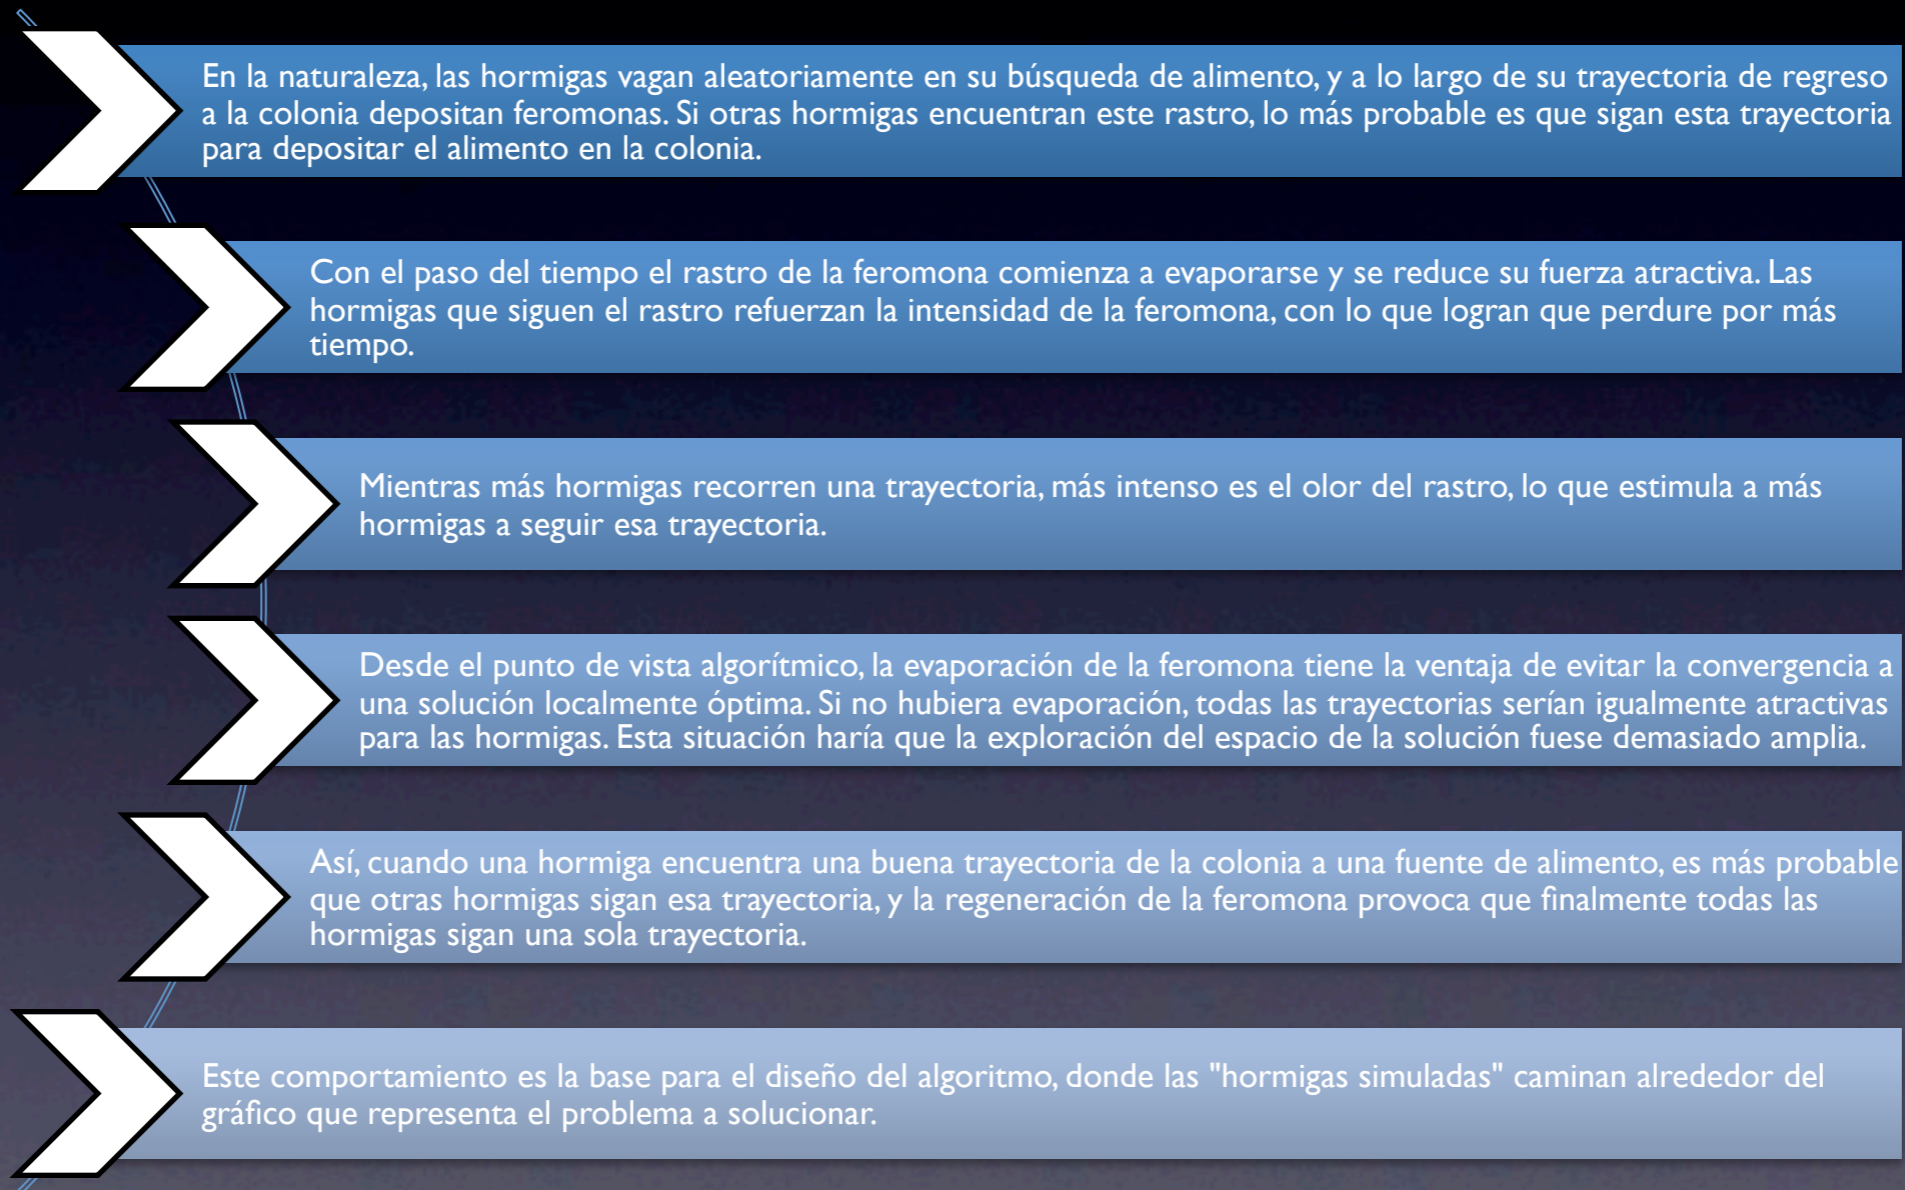 En la naturaleza, las hormigas vagan aleatoriamente en su búsqueda de alimento, y a lo largo de su trayectoria de regreso
a la colonia depositan feromonas. Si otras hormigas encuentran este rastro, lo más probable es que sigan esta trayectoria
para depositar el alimento en la colonia.
Con el paso del tiempo el rastro de la feromona comienza a evaporarse y se reduce su fuerza atractiva. Las
hormigas que siguen el rastro refuerzan la intensidad de la feromona, con lo que logran que perdure por más
tiempo.
Mientras más hormigas recorren una trayectoria, más intenso es el olor del rastro, lo que estimula a más
hormigas a seguir esa trayectoria.
Desde el punto de vista algorítmico, la evaporación de la feromona tiene la ventaja de evitar la convergencia a
una solución localmente óptima. Si no hubiera evaporación, todas las trayectorias serían igualmente atractivas
para las hormigas. Esta situación haría que la exploración del espacio de la solución fuese demasiado amplia.
Así, cuando una hormiga encuentra una buena trayectoria de la colonia a una fuente de alimento, es más probable
que otras hormigas sigan esa trayectoria, y la regeneración de la feromona provoca que finalmente todas las
hormigas sigan una sola trayectoria.
Este comportamiento es la base para el diseño del algoritmo, donde las "hormigas simuladas" caminan alrededor del
gráfico que representa el problema a solucionar.